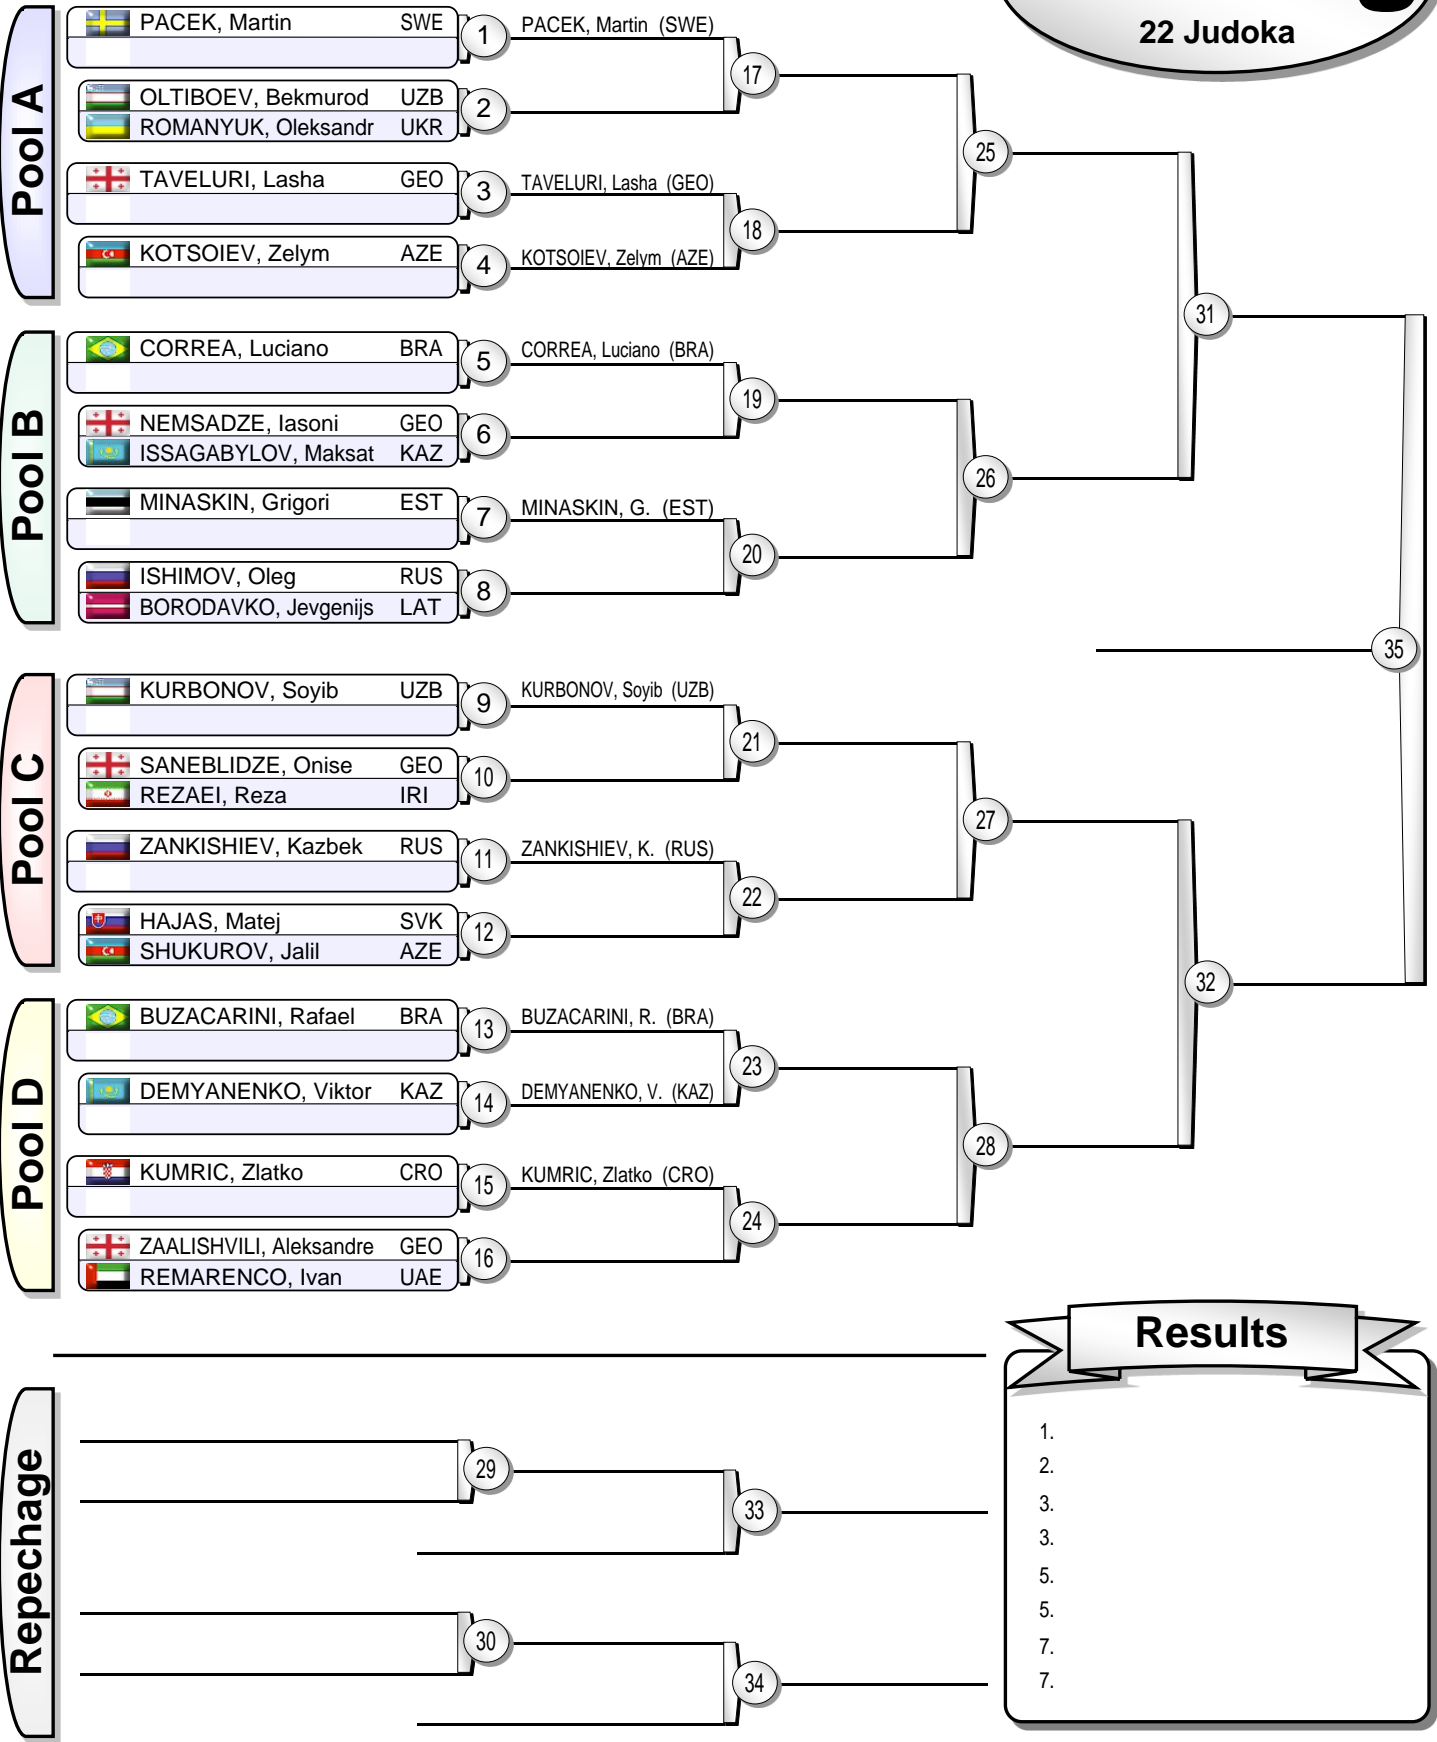 22 Judoka
Pool A
PACEK, Martin SWE
1
PACEK, Martin (SWE)
17
OLTIBOEV, Bekmurod UZB
2
ROMANYUK, Oleksandr UKR
25
TAVELURI, Lasha GEO
3
TAVELURI, Lasha (GEO)
18
KOTSOIEV, Zelym AZE
4
KOTSOIEV, Zelym (AZE)
31
Pool B
CORREA, Luciano BRA
5
CORREA, Luciano (BRA)
19
NEMSADZE, Iasoni GEO
6
ISSAGABYLOV, Maksat KAZ
26
MINASKIN, Grigori EST
7
MINASKIN, G. (EST)
20
ISHIMOV, Oleg RUS
8
BORODAVKO, Jevgenijs LAT
35
Pool C
KURBONOV, Soyib UZB
9
KURBONOV, Soyib (UZB)
21
SANEBLIDZE, Onise GEO
10
REZAEI, Reza IRI
27
ZANKISHIEV, Kazbek RUS
11
ZANKISHIEV, K. (RUS)
22
HAJAS, Matej SVK
12
SHUKUROV, Jalil AZE
32
Pool D
BUZACARINI, Rafael BRA
13
BUZACARINI, R. (BRA)
23
DEMYANENKO, Viktor KAZ
14
DEMYANENKO, V. (KAZ)
28
KUMRIC, Zlatko CRO
15
KUMRIC, Zlatko (CRO)
24
ZAALISHVILI, Aleksandre GEO
16
REMARENCO, Ivan UAE
Repechage
29
33
30
34
Results
1.
2.
3.
3.
5.
5.
7.
7.